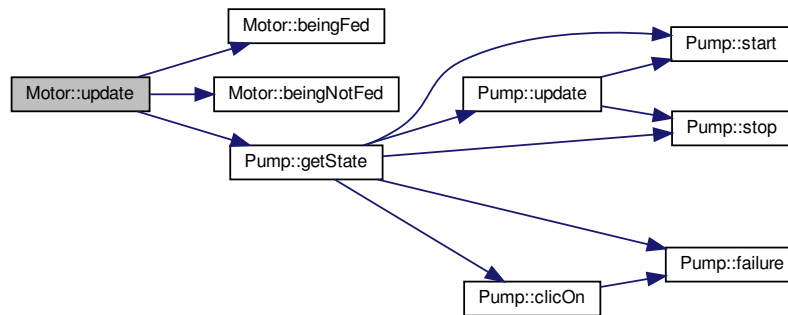 Motor::beingFed
Motor::update
Motor::beingNotFed
Pump::getState
Pump::update
Pump::clicOn
Pump::start
Pump::stop
Pump::failure